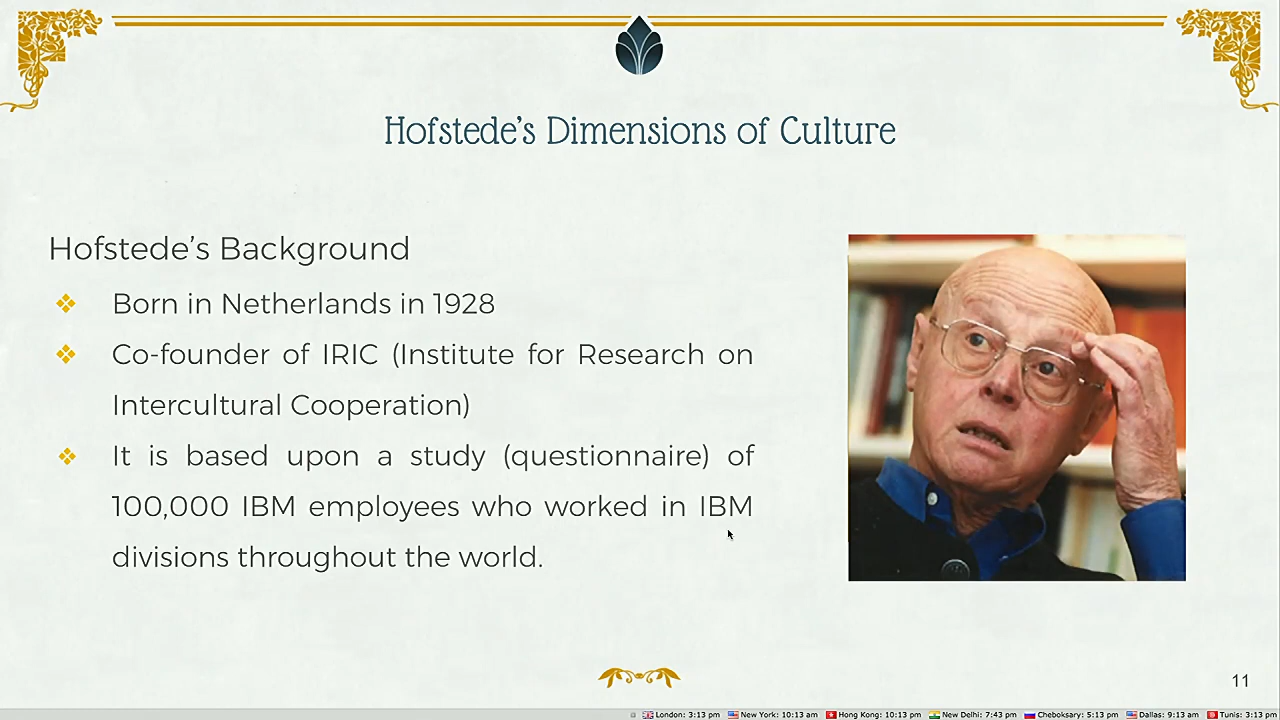 Hofstede's Dimensions of Culture
Hofstede's Background
Born in Netherlands in 1928
Co-founder of IRIC (Institute for Research on
Intercultural Cooperation)
It is based upon a study (questionnaire) of
100,000 IBM employees who worked in IBM
divisions throughout the world.
11
London: 3:13 pm New York: 10:13 am Hong Kong: 10:13 pm New Delhi: 7:43 pm Cheboksary: 5:13 pm Dallas: 9:13 am Tunis: 3:13 pm